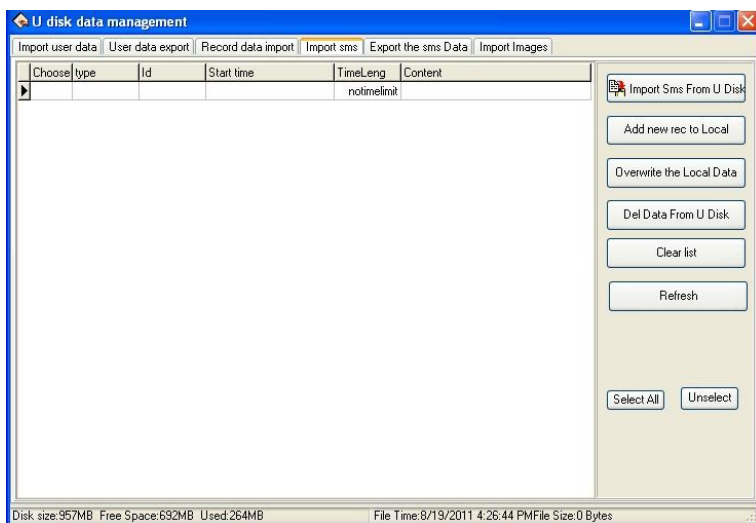 U disk data management
Import user data User data export Record data import Import sms Export the sms Data Import Images
Choose type Id Start time TimeLeng Content
notimelimit
Import Sms From U Disk
Add new rec to Local
Overwrite the Local Data
Del Data From U Disk
Clear list
Refresh
Select All Unselect
Disk size:957MB Free Space:692MB Used:264MB File Time:8/19/2011 4:26:44 PMFile Size:0 Bytes